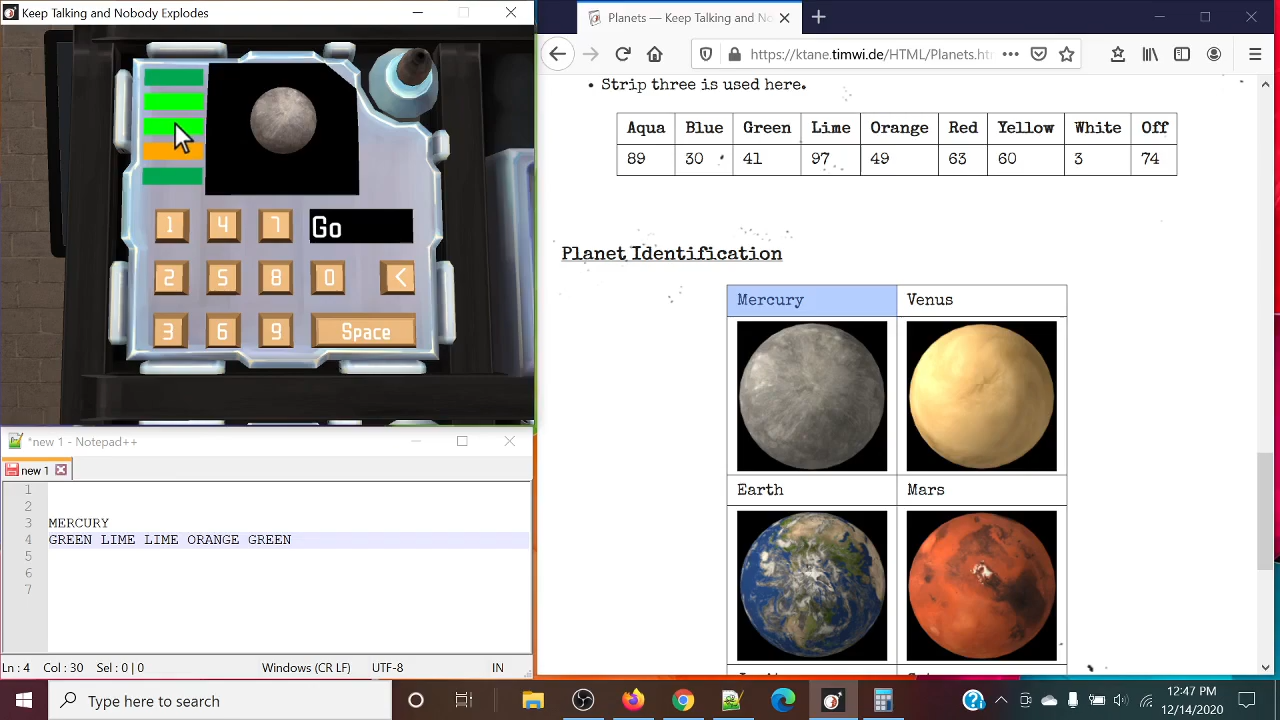 Keep Talking and Nobody Explodes
1 4 7 Go
2 5 8 0 <
3 6 9 Space
*new 1 - Notepad++
new 1
1
2
3 MERCURY
4 GREEN LIME LIME ORANGE GREEN
5
6
7
Ln : 4 Col : 30 Sel : 0 | 0 Windows (CR LF) UTF-8 IN
Planets — Keep Talking and No
https://ktane.timwi.de/HTML/Planets.htm
• Strip three is used here.
Aqua Blue Green Lime Orange Red Yellow White Off
89 30 41 97 49 63 60 3 74
Planet Identification
Mercury Venus
Earth Mars
Type here to search
12:47 PM
12/14/2020